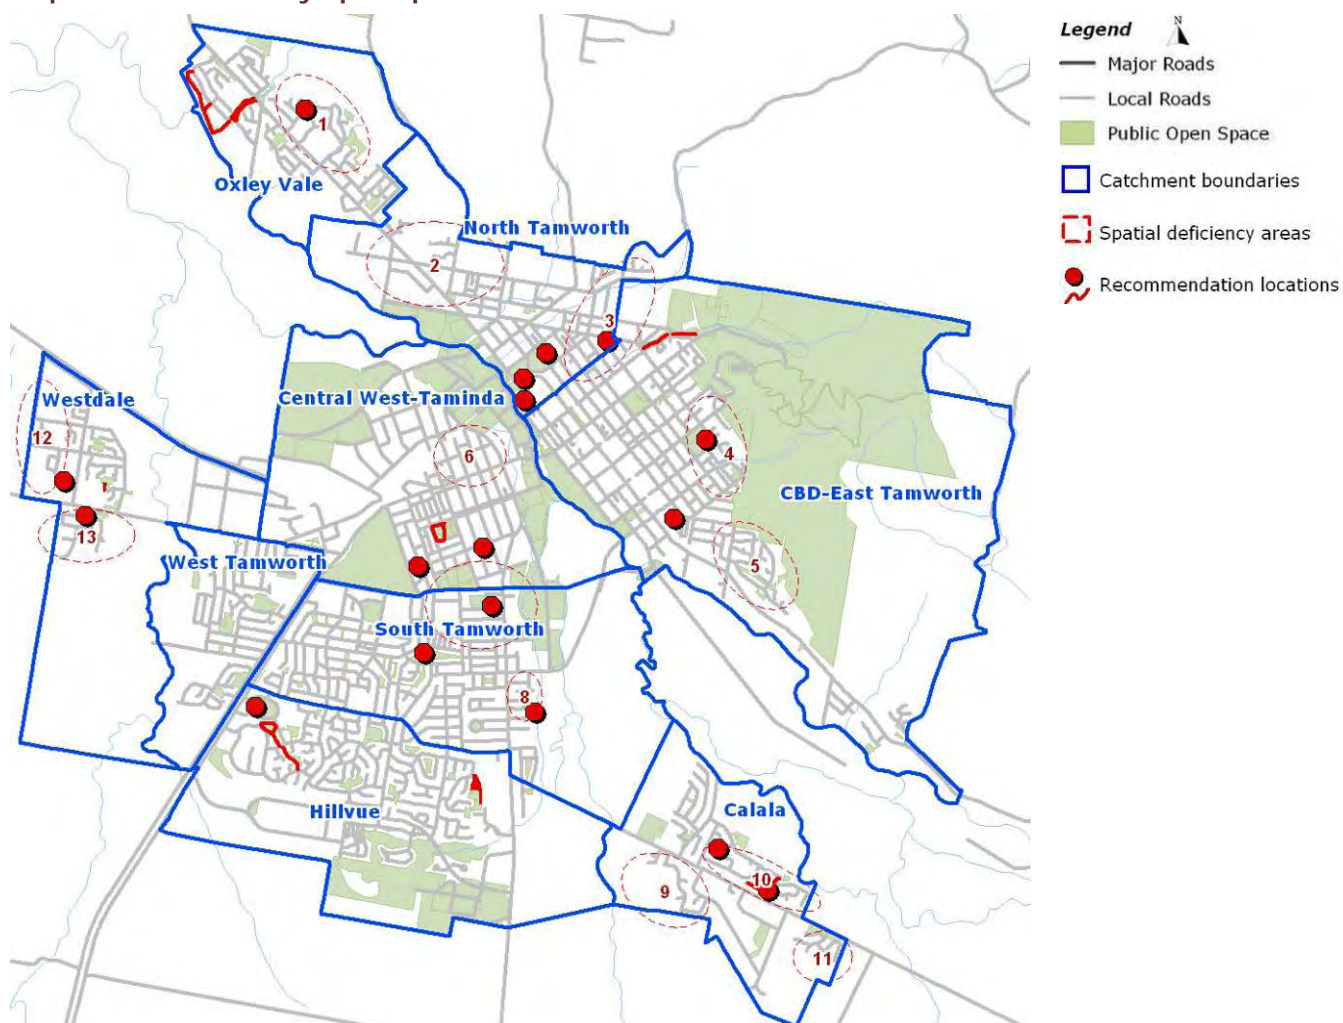 Legend
N
Major Roads
Local Roads
Public Open Space
Catchment boundaries
Spatial deficiency areas
Recommendation locations
1
Oxley Vale
North Tamworth
2
3
Central West-Taminda
Westdale
12
6
4
CBD-East Tamworth
13
West Tamworth
5
South Tamworth
8
Hillvue
Calala
10
9
11